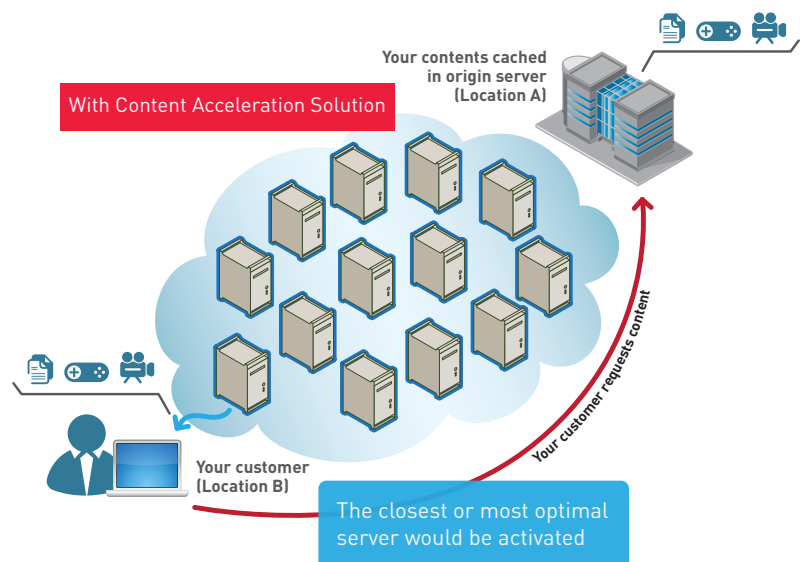 Your contents cached
in origin server
(Location A)
With Content Acceleration Solution
Your customer requests content
Your customer
(Location B)
The closest or most optimal
server would be activated